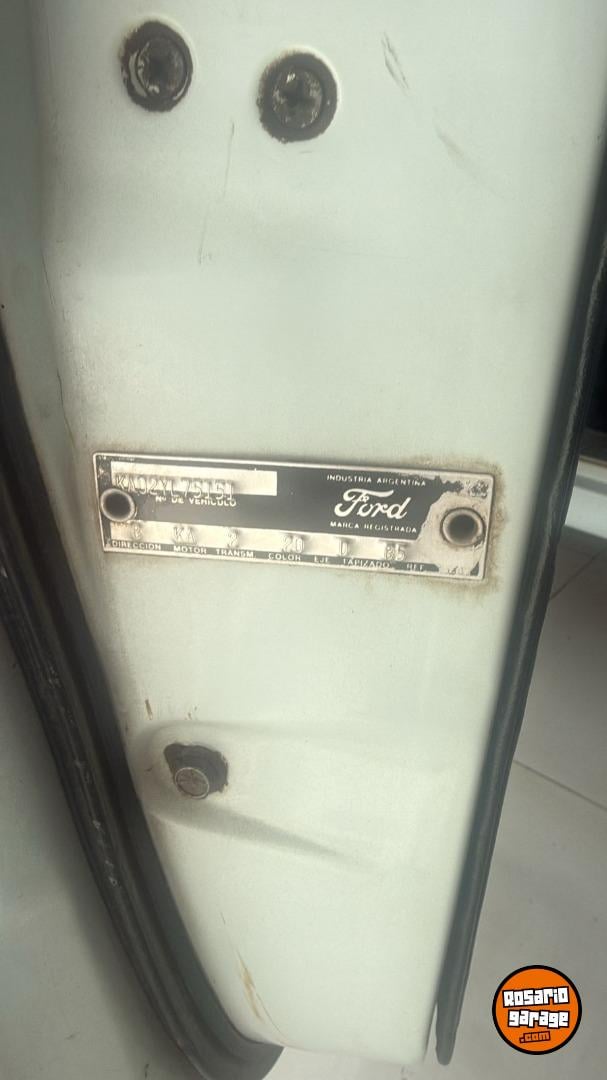 KA02YL75151
Nº DE VEHICULO
INDUSTRIA ARGENTINA
Ford
MARCA REGISTRADA
KA 2 20 D B5
DIRECCION MOTOR TRANSM. COLOR EJE TAPIZADO REF.
Rosario
garage
.com